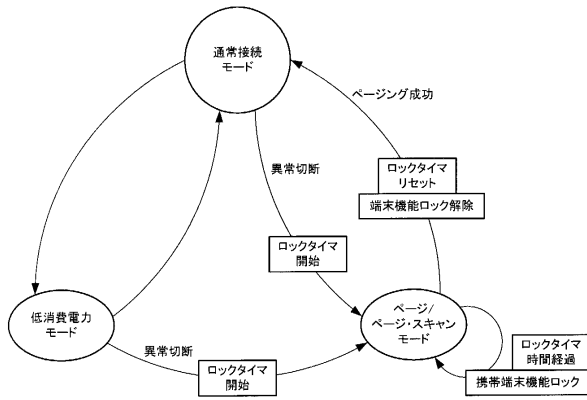 通常接続
モード
ページング成功
異常切断
ロックタイマ
リセット
端末機能ロック解除
ロックタイマ
開始
低消費電力
モード
ページ/
ページ・スキャン
モード
異常切断
ロックタイマ
開始
ロックタイマ
時間経過
携帯端末機能ロック